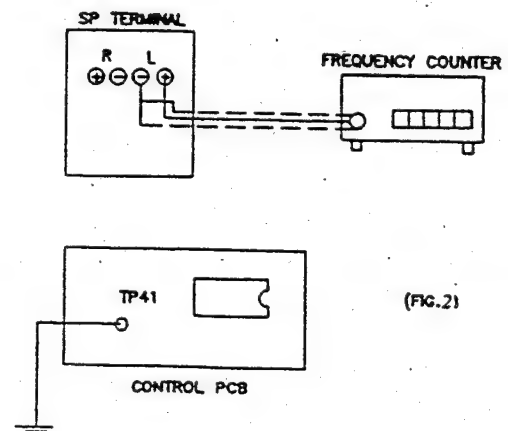 SP TERMINAL
R L
+ - - +
FREQUENCY COUNTER
TP41
(FIG.2)
CONTROL PCB